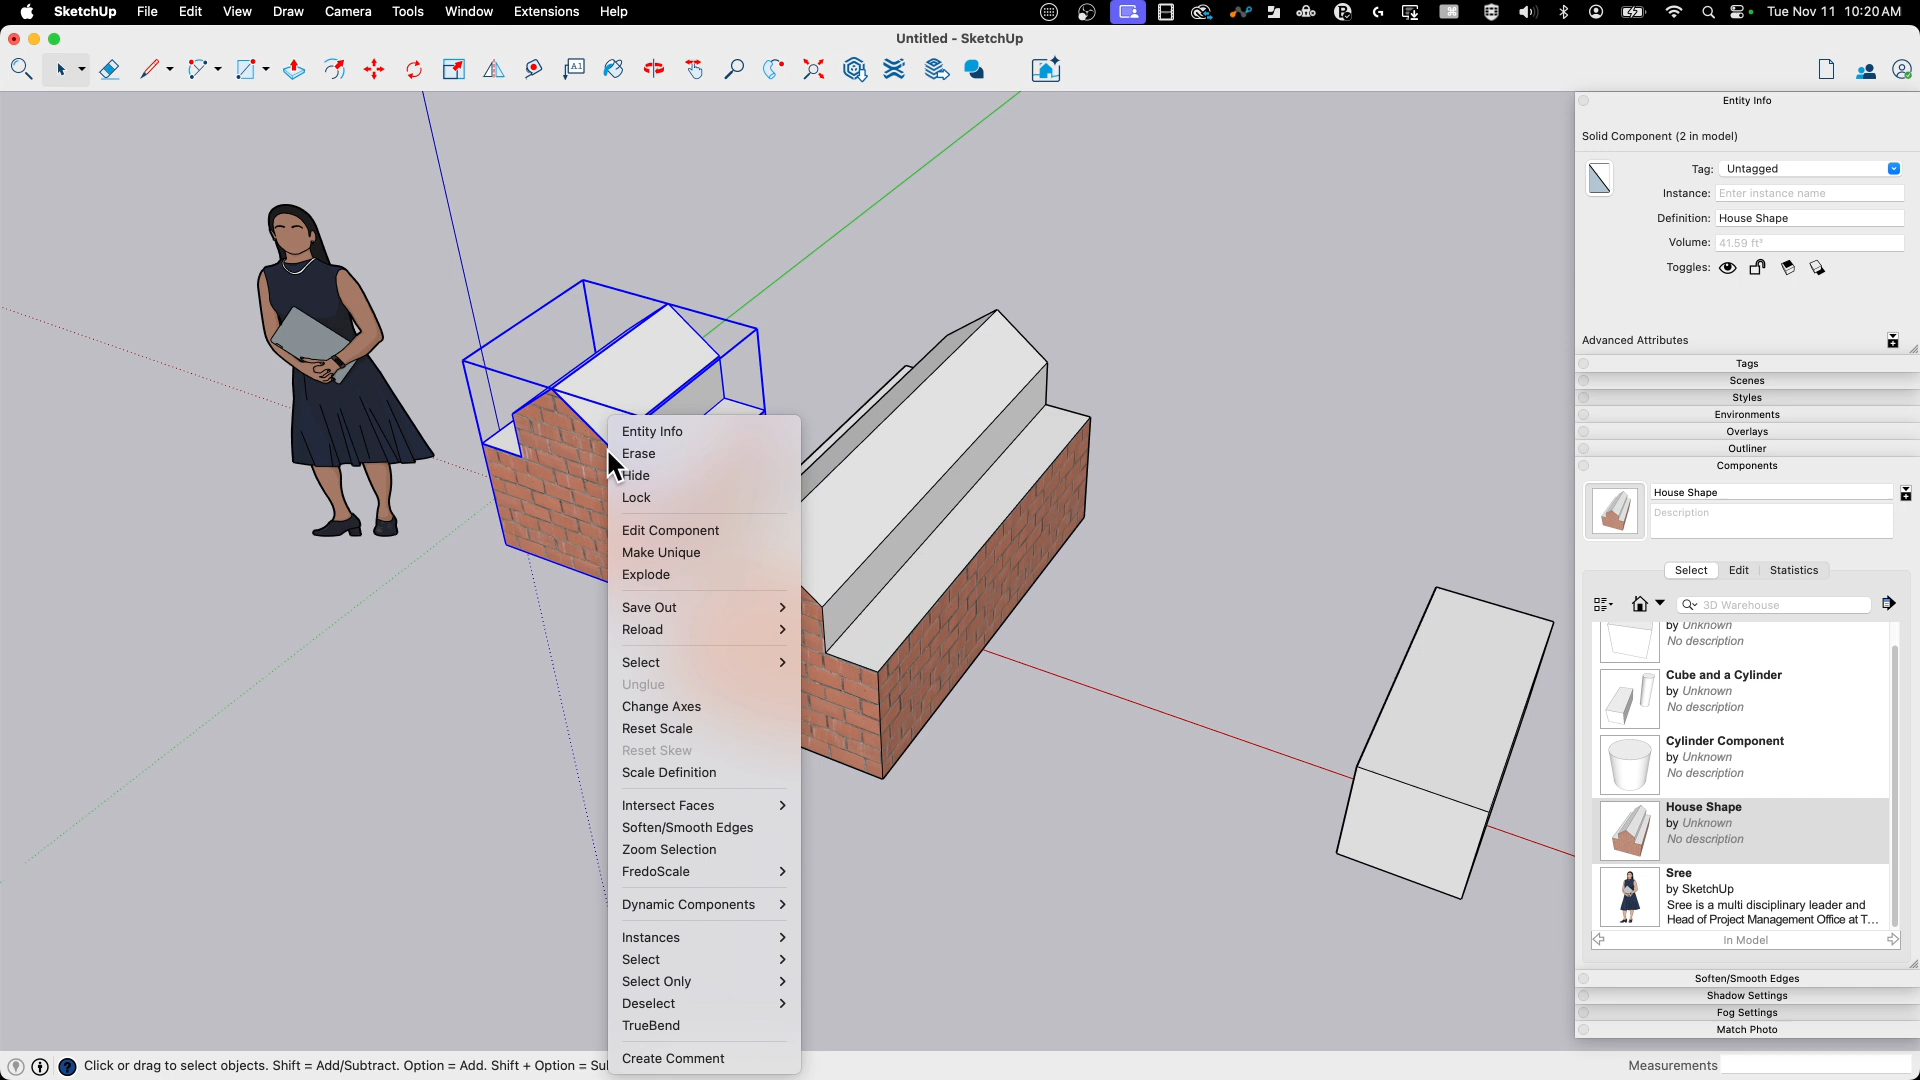 SketchUp File Edit View Draw Camera Tools Window Extensions Help Tue Nov 11 10:20 AM
Untitled - SketchUp
A1
Entity Info
Solid Component (2 in model)
Tag: Untagged
Instance: Enter instance name
Definition: House Shape
Volume: 41.59 ft³
Toggles:
Advanced Attributes
Tags
Scenes
Styles
Environments
Overlays
Outliner
Components
House Shape
Description
Select Edit Statistics
3D Warehouse
by Unknown
No description
Cube and a Cylinder
by Unknown
No description
Cylinder Component
by Unknown
No description
House Shape
by Unknown
No description
Sree
by SketchUp
Sree is a multi disciplinary leader and
Head of Project Management Office at T...
In Model
Soften/Smooth Edges
Shadow Settings
Fog Settings
Match Photo
Entity Info
Erase
Hide
Lock
Edit Component
Make Unique
Explode
Save Out
Reload
Select
Unglue
Change Axes
Reset Scale
Reset Skew
Scale Definition
Intersect Faces
Soften/Smooth Edges
Zoom Selection
FredoScale
Dynamic Components
Instances
Select
Select Only
Deselect
TrueBend
Create Comment
Click or drag to select objects. Shift = Add/Subtract. Option = Add. Shift + Option = Su
Measurements